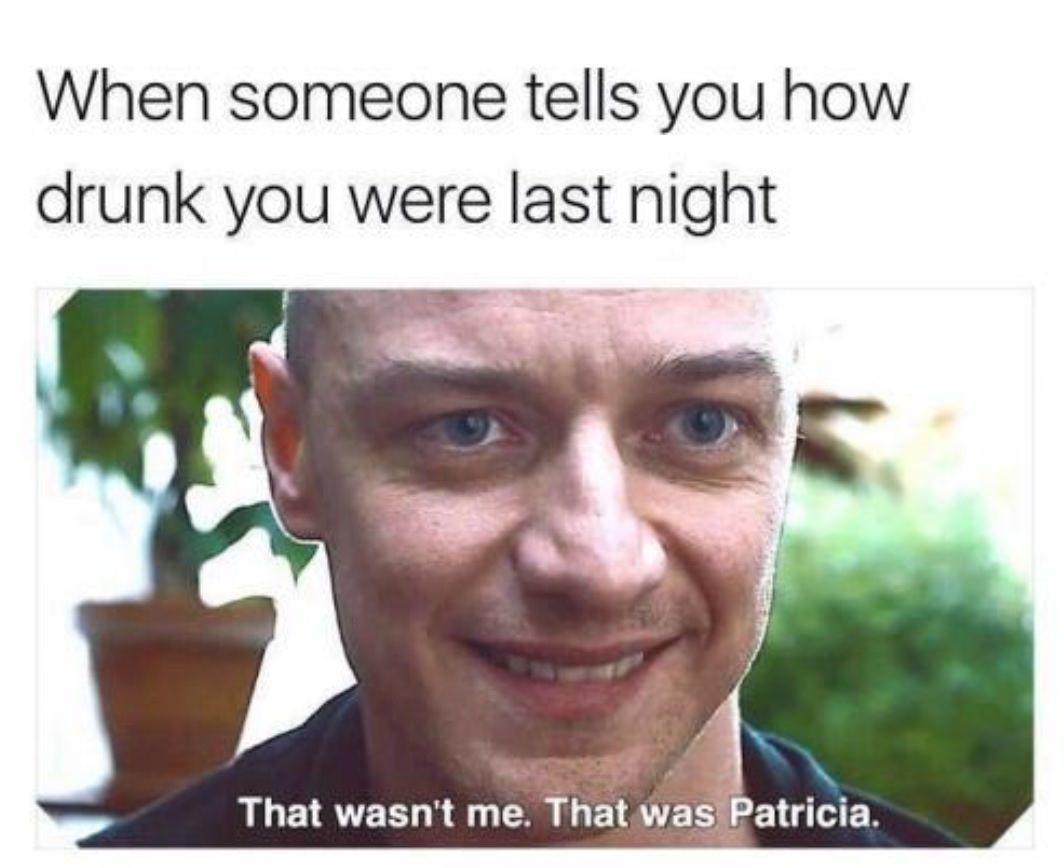 When someone tells you how
drunk you were last night
That wasn't me. That was Patricia.